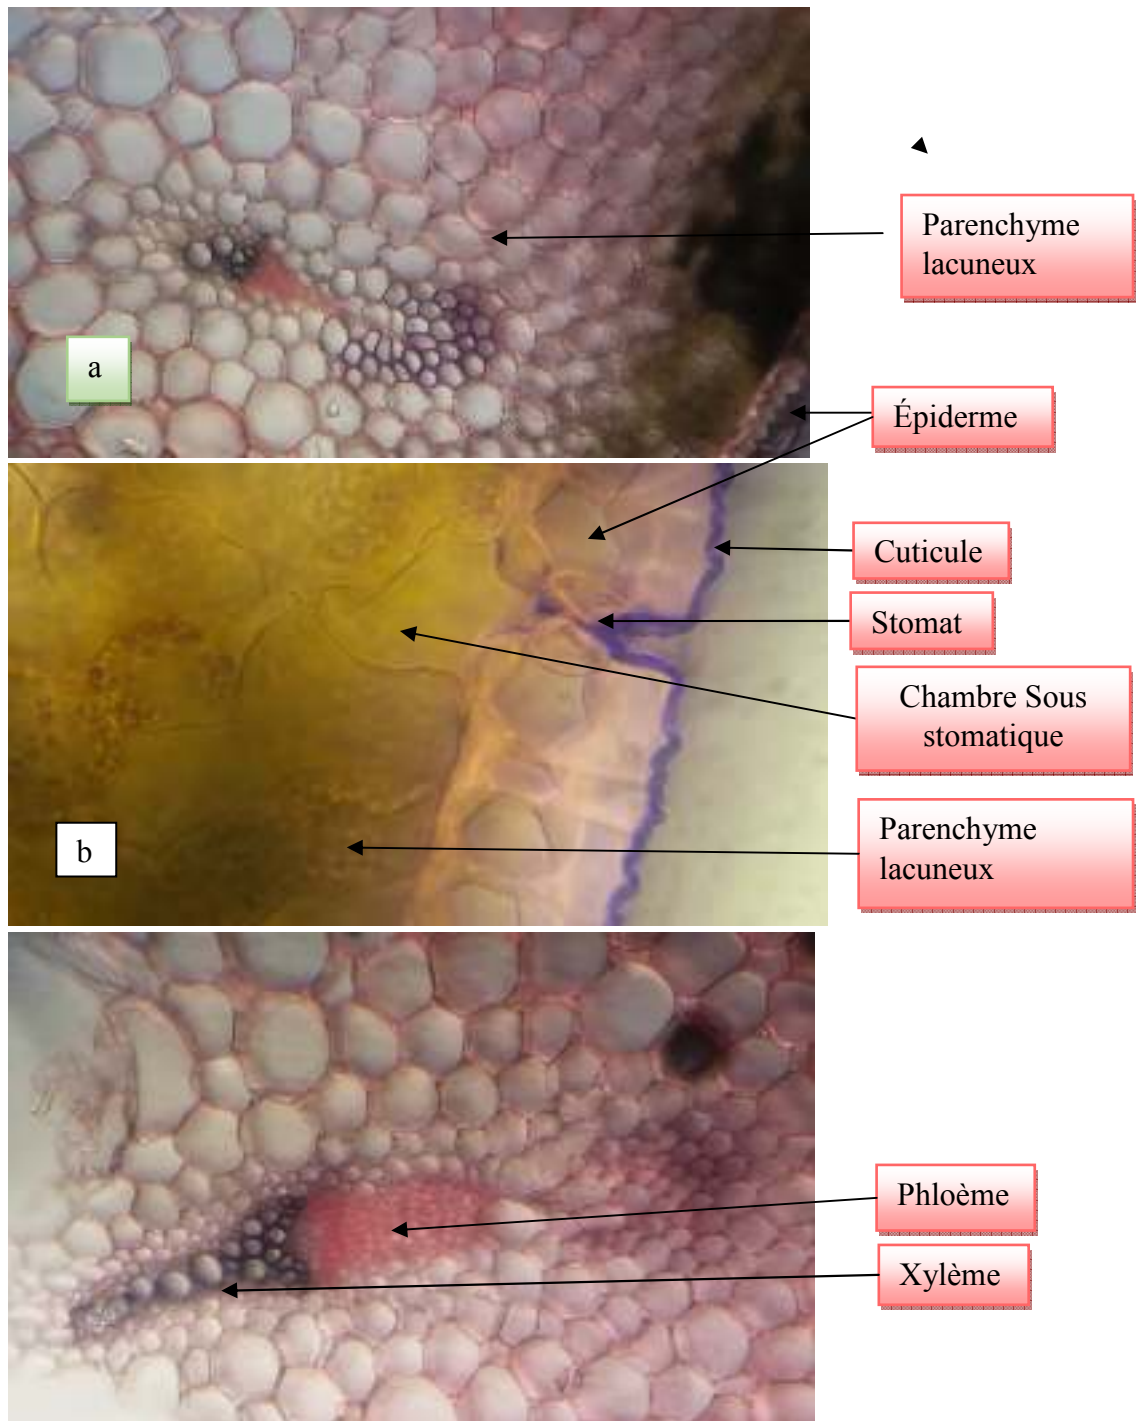 Parenchyme
lacuneux
a
Épiderme
Cuticule
Stomat
Chambre Sous
stomatique
Parenchyme
lacuneux
b
Phloème
Xylème